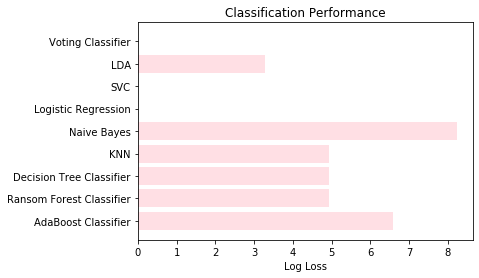 Classification Performance
Voting Classifier
LDA
SVC
Logistic Regression
Naive Bayes
KNN
Decision Tree Classifier
Ransom Forest Classifier
AdaBoost Classifier
0 1 2 3 4 5 6 7 8
Log Loss